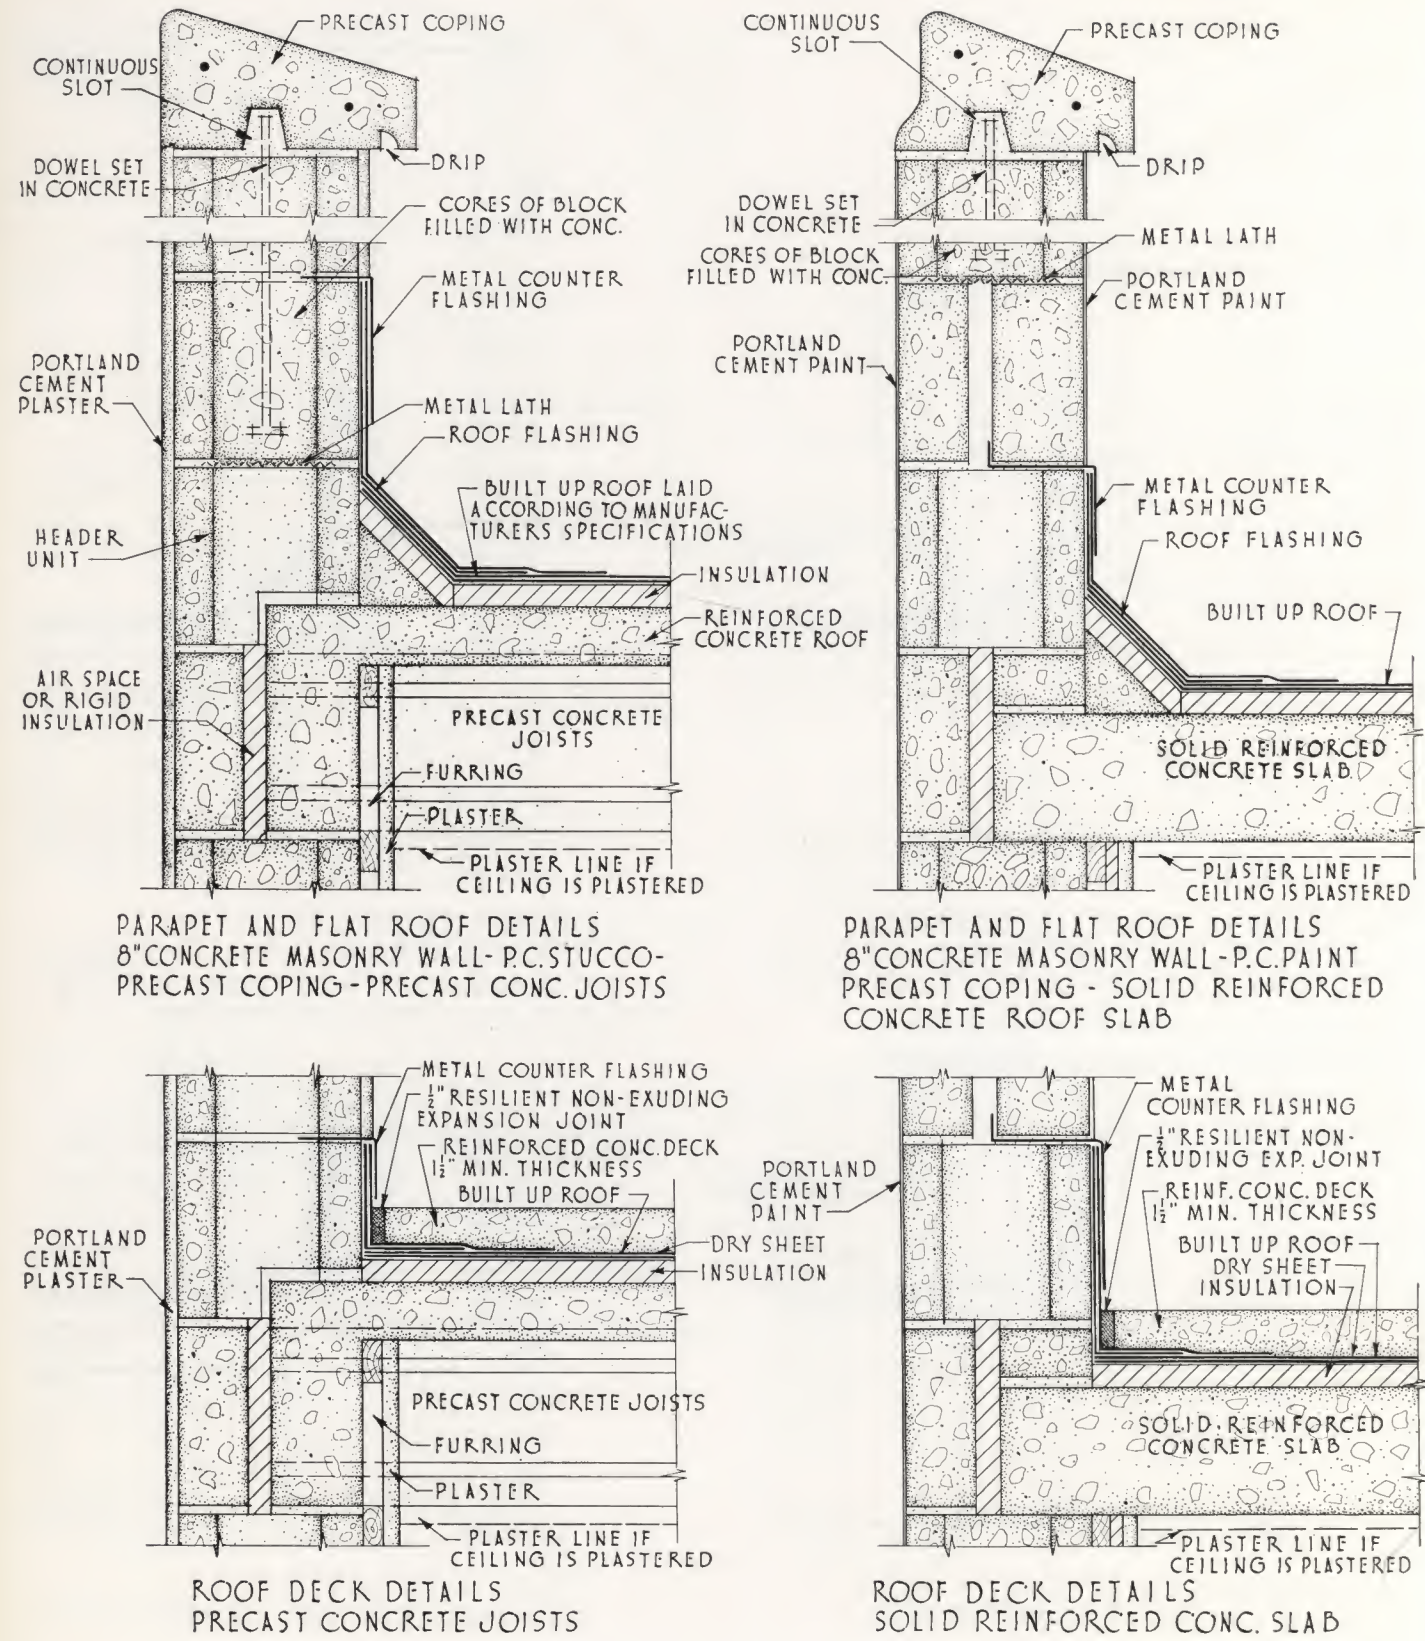 PRECAST COPING
CONTINUOUS
SLOT
DOWEL SET
IN CONCRETE
DRIP
CORES OF BLOCK
FILLED WITH CONC.
METAL COUNTER
FLASHING
PORTLAND
CEMENT
PLASTER
METAL LATH
ROOF FLASHING
BUILT UP ROOF LAID
ACCORDING TO MANUFAC-
TURERS SPECIFICATIONS
HEADER
UNIT
INSULATION
REINFORCED
CONCRETE ROOF
AIR SPACE
OR RIGID
INSULATION
PRECAST CONCRETE
JOISTS
FURRING
PLASTER
PLASTER LINE IF
CEILING IS PLASTERED
PARAPET AND FLAT ROOF DETAILS
8" CONCRETE MASONRY WALL - P.C. STUCCO -
PRECAST COPING - PRECAST CONC. JOISTS
CONTINUOUS
SLOT
PRECAST COPING
DRIP
DOWEL SET
IN CONCRETE
METAL LATH
CORES OF BLOCK
FILLED WITH CONC.
PORTLAND
CEMENT PAINT
PORTLAND
CEMENT PAINT
METAL COUNTER
FLASHING
ROOF FLASHING
BUILT UP ROOF
SOLID REINFORCED
CONCRETE SLAB
PLASTER LINE IF
CEILING IS PLASTERED
PARAPET AND FLAT ROOF DETAILS
8" CONCRETE MASONRY WALL - P.C. PAINT
PRECAST COPING - SOLID REINFORCED
CONCRETE ROOF SLAB
METAL COUNTER FLASHING
½" RESILIENT NON-EXUDING
EXPANSION JOINT
REINFORCED CONC. DECK
1½" MIN. THICKNESS
BUILT UP ROOF
PORTLAND
CEMENT
PLASTER
DRY SHEET
INSULATION
PRECAST CONCRETE JOISTS
FURRING
PLASTER
PLASTER LINE IF
CEILING IS PLASTERED
ROOF DECK DETAILS
PRECAST CONCRETE JOISTS
METAL
COUNTER FLASHING
½" RESILIENT NON-
EXUDING EXP. JOINT
PORTLAND
CEMENT
PAINT
REINF. CONC. DECK
1½" MIN. THICKNESS
BUILT UP ROOF
DRY SHEET
INSULATION
SOLID REINFORCED
CONCRETE SLAB
PLASTER LINE IF
CEILING IS PLASTERED
ROOF DECK DETAILS
SOLID REINFORCED CONC. SLAB